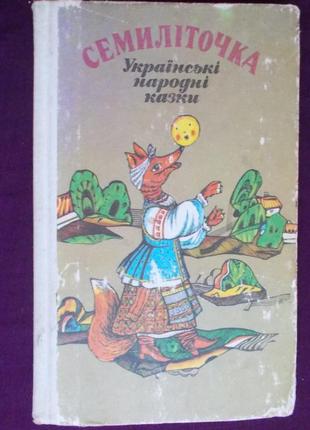 СЕМИЛІТОЧКА
Українські
народні
казки